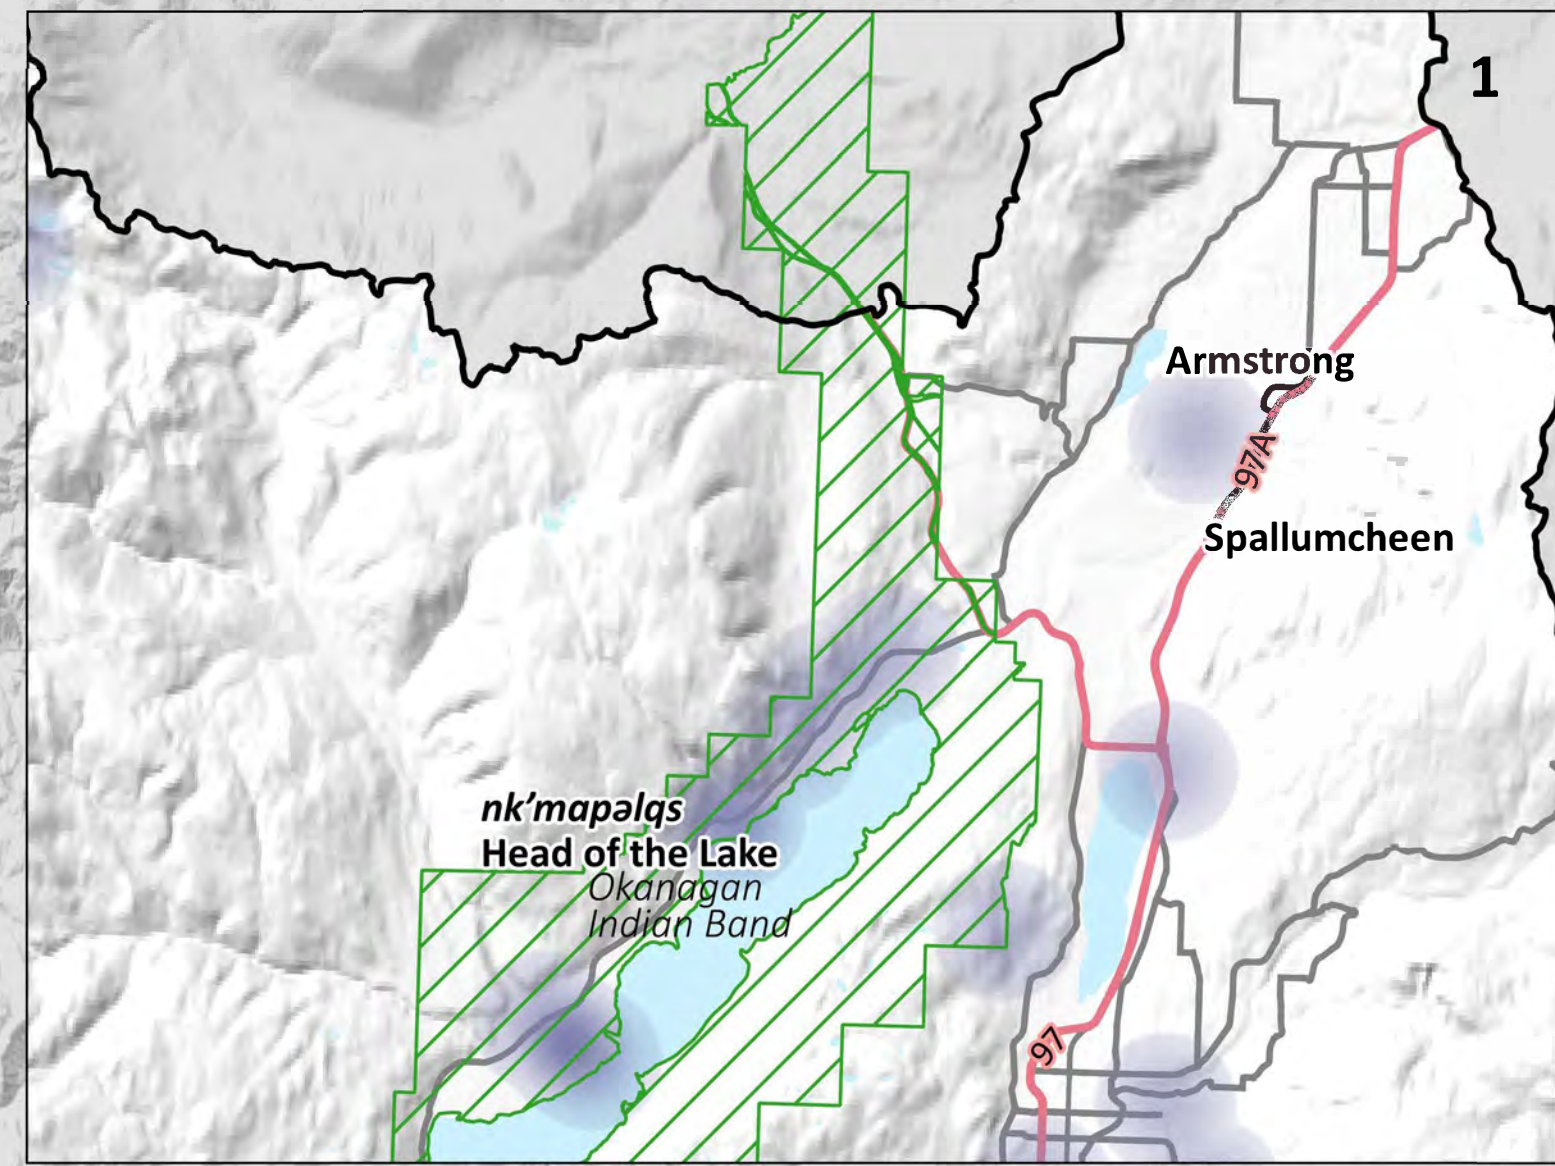 1
Armstrong
97A
Spallumcheen
nk’mapəlqs
Head of the Lake
Okanagan
Indian Band
97